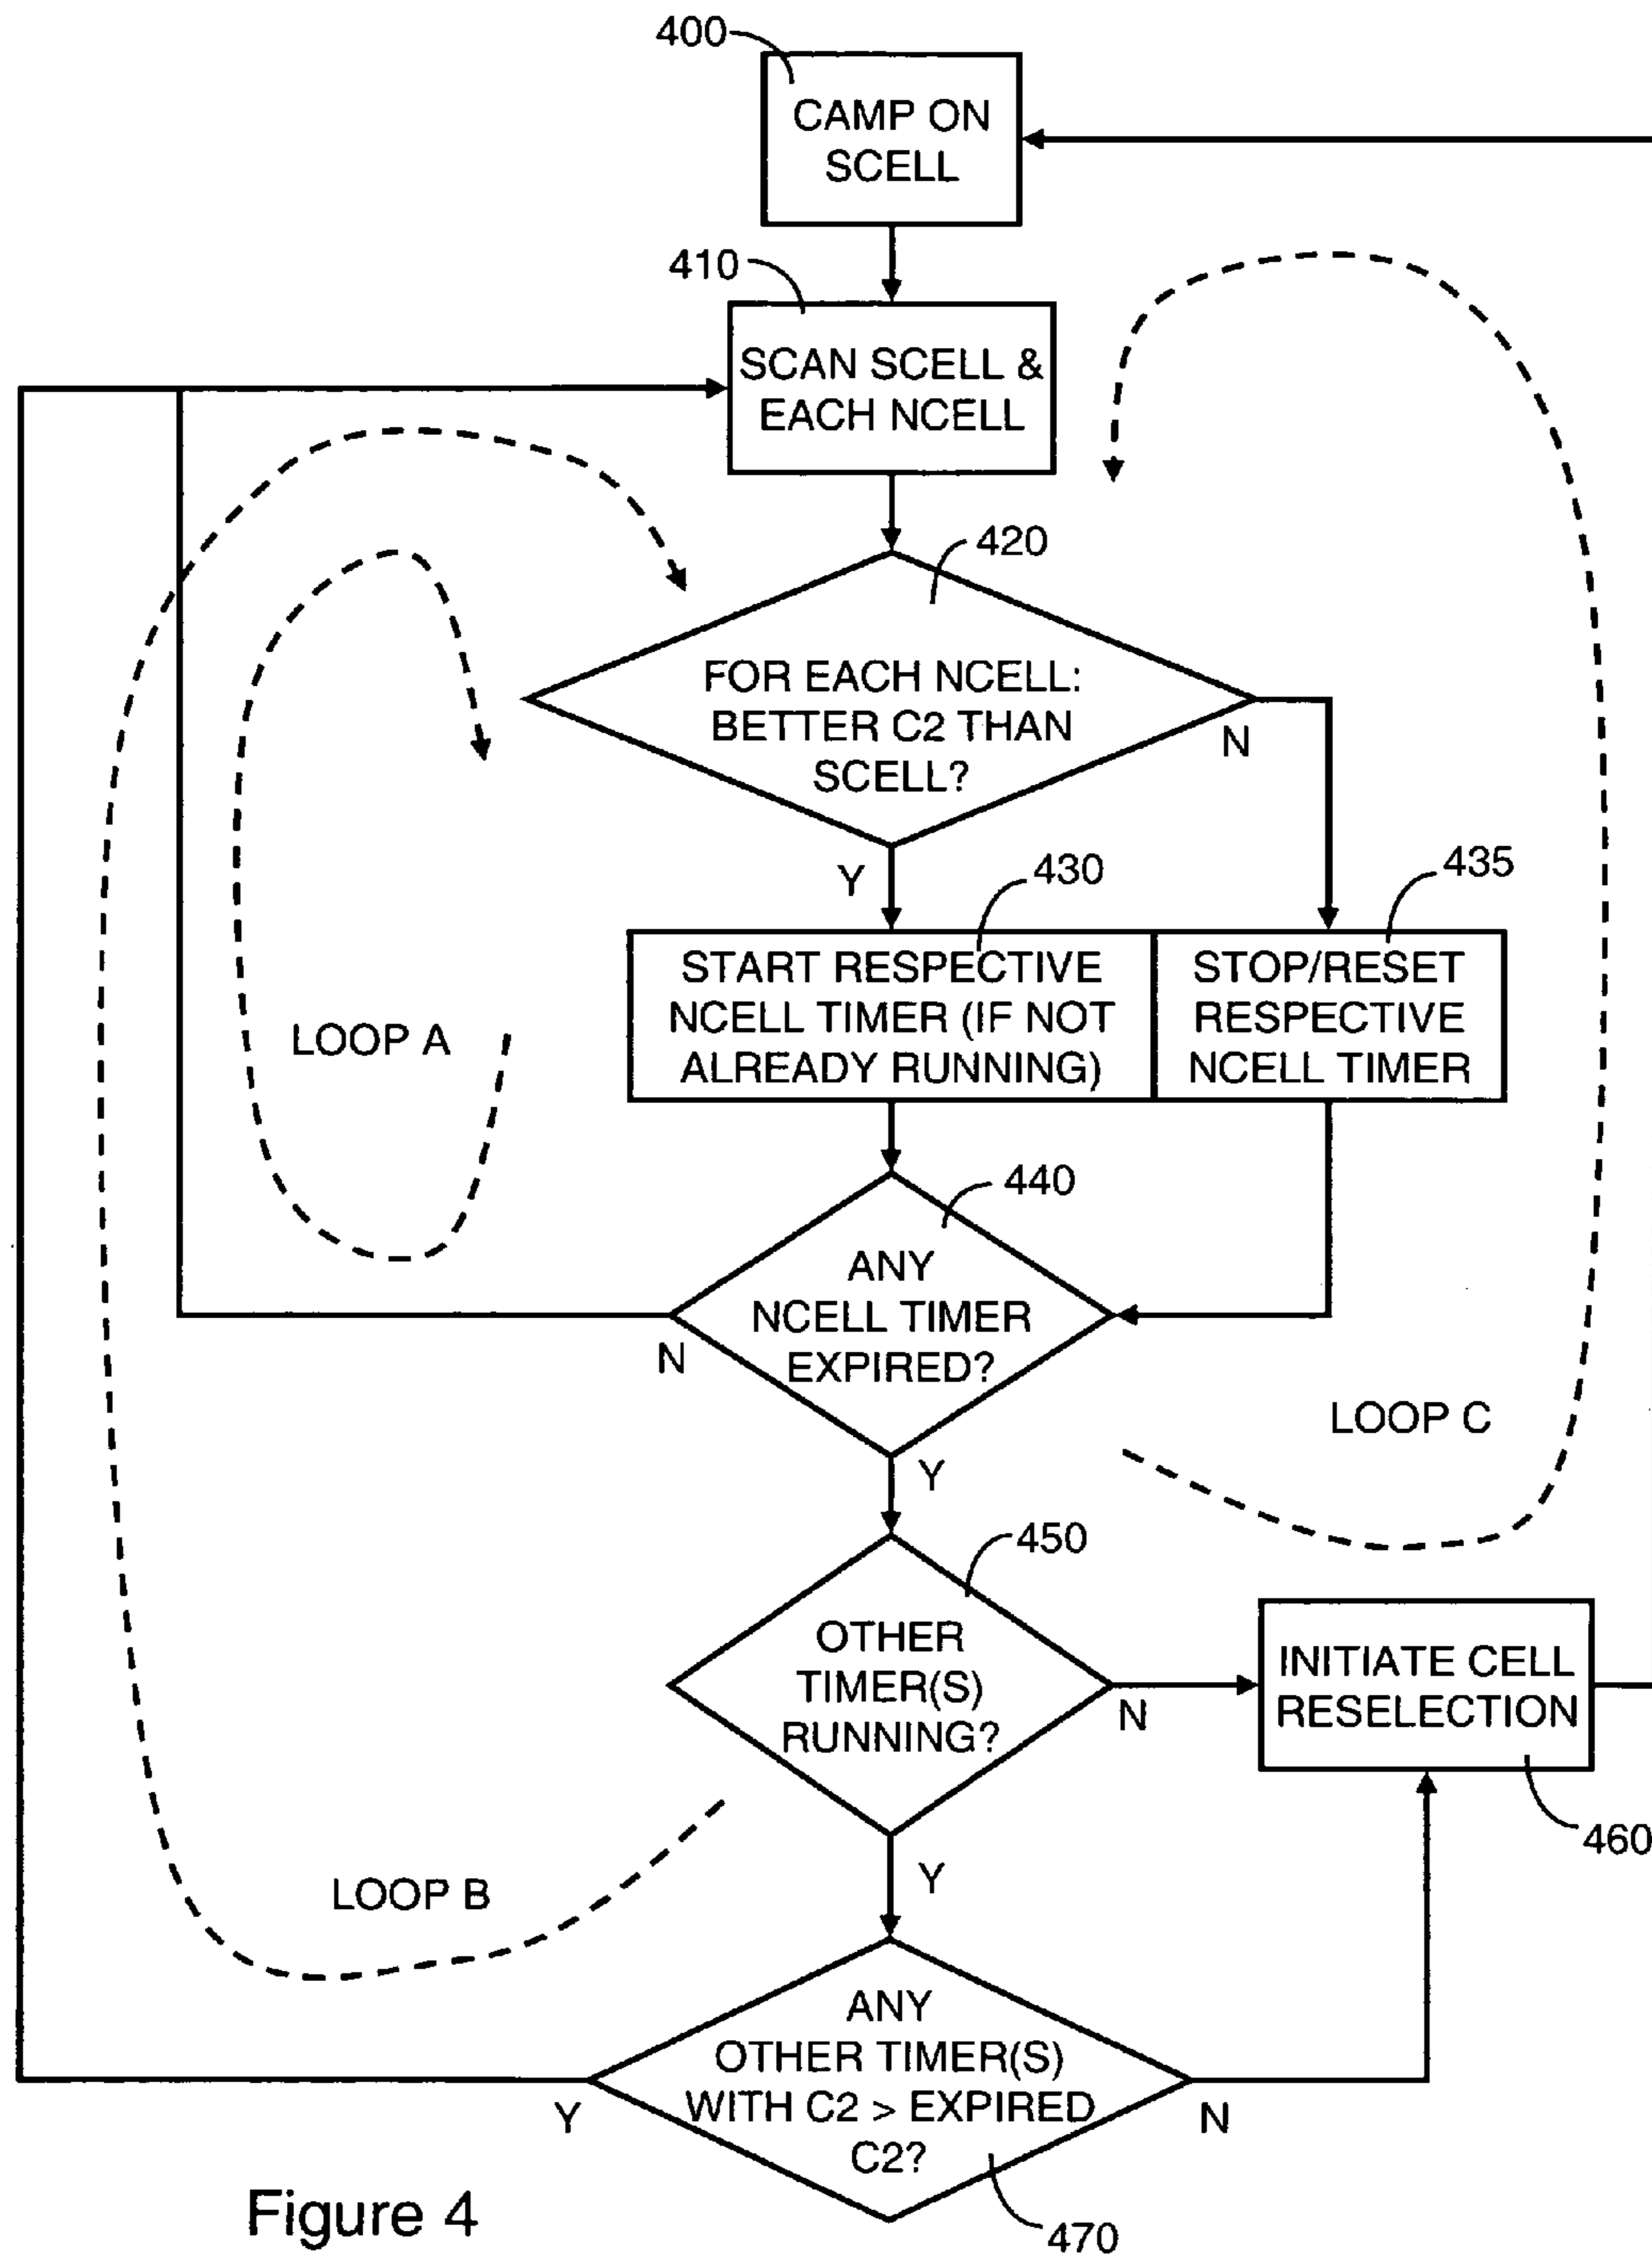 400
CAMP ON
SCELL
410
SCAN SCELL &
EACH NCELL
420
FOR EACH NCELL:
BETTER C2 THAN
SCELL?
N
Y
430
435
START RESPECTIVE
NCELL TIMER (IF NOT
ALREADY RUNNING)
STOP/RESET
RESPECTIVE
NCELL TIMER
LOOP A
440
ANY
NCELL TIMER
EXPIRED?
N
Y
LOOP C
450
OTHER
TIMER(S)
RUNNING?
N
INITIATE CELL
RESELECTION
460
Y
LOOP B
ANY
OTHER TIMER(S)
WITH C2 > EXPIRED
C2?
Y
N
470
Figure 4